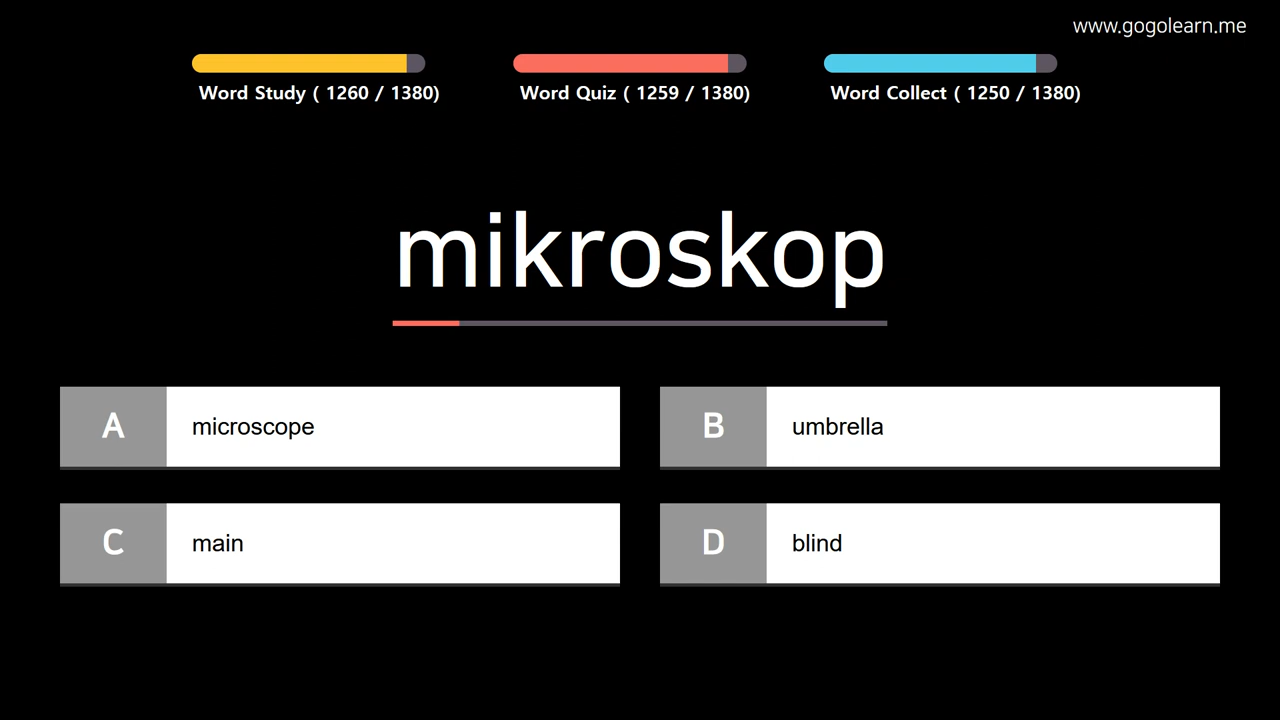 www.gogolearn.me
Word Study ( 1260 / 1380)
Word Quiz ( 1259 / 1380)
Word Collect ( 1250 / 1380)
mikroskop
A microscope
B umbrella
C main
D blind